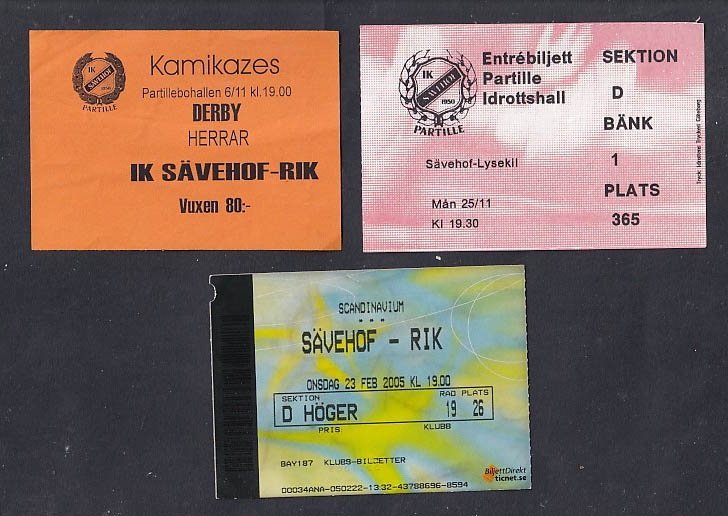 IK
SÄVEHOF
1950
PARTILLE
Kamikazes
Partillebohallen 6/11 kl.19.00
DERBY
HERRAR
IK SÄVEHOF-RIK
Vuxen 80:-
IK
SÄVEHOF
1950
PARTILLE
Entrébiljett
Partille
Idrottshall
Sävehof-Lysekil
Mån 25/11
Kl 19.30
SEKTION
D
BÄNK
1
PLATS
365
SCANDINAVIUM
SÄVEHOF - RIK
ONSDAG 23 FEB 2005 KL 19.00
SEKTION RAD PLATS
D HÖGER 19 26
PRIS KLUBB
BAY187 KLUBS-BILJETTER
00034ANA-050222-13:32-43788696-8594
BiljettDirekt
ticnet.se